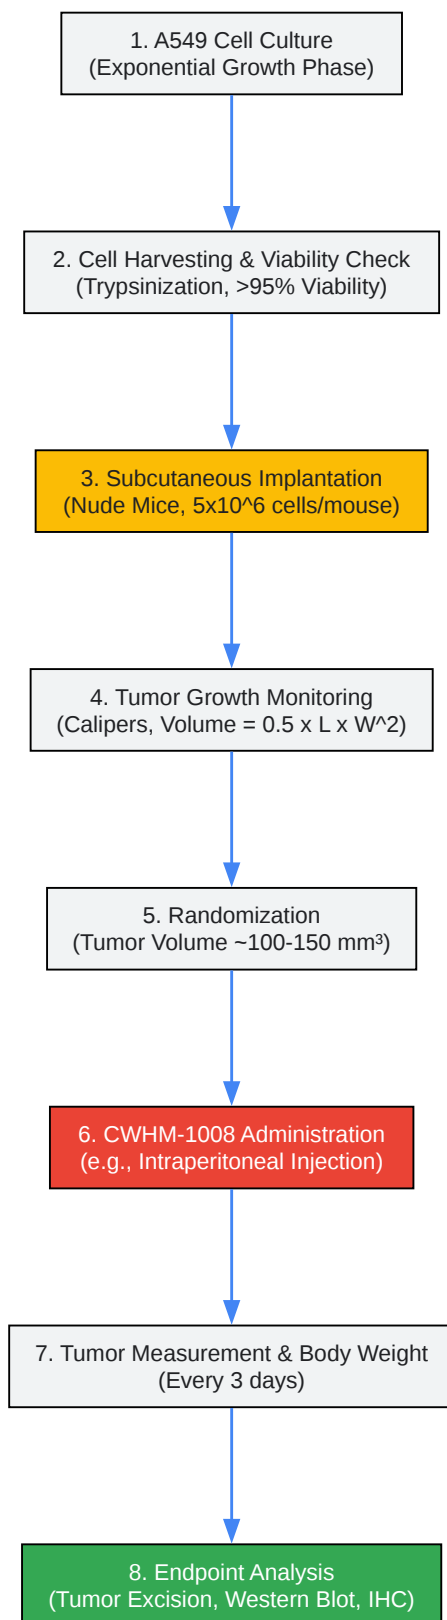 1. A549 Cell Culture
(Exponential Growth Phase)
2. Cell Harvesting & Viability Check
(Trypsinization, >95% Viability)
3. Subcutaneous Implantation
(Nude Mice, 5x10^6 cells/mouse)
4. Tumor Growth Monitoring
(Calipers, Volume = 0.5 x L x W^2)
5. Randomization
(Tumor Volume ~100-150 mm³)
6. CWHM-1008 Administration
(e.g., Intraperitoneal Injection)
7. Tumor Measurement & Body Weight
(Every 3 days)
8. Endpoint Analysis
(Tumor Excision, Western Blot, IHC)